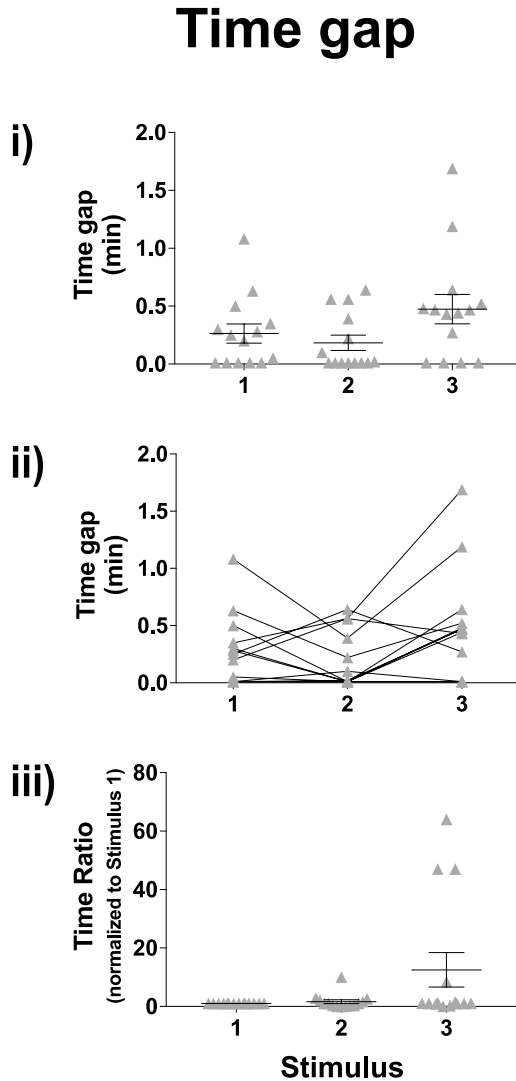 Time gap
i)
Time gap
(min)
2.0
1.5
1.0
0.5
0.0
1 2 3
ii)
Time gap
(min)
2.0
1.5
1.0
0.5
0.0
1 2 3
iii)
Time Ratio
(normalized to Stimulus 1)
80
60
40
20
0
1 2 3
Stimulus